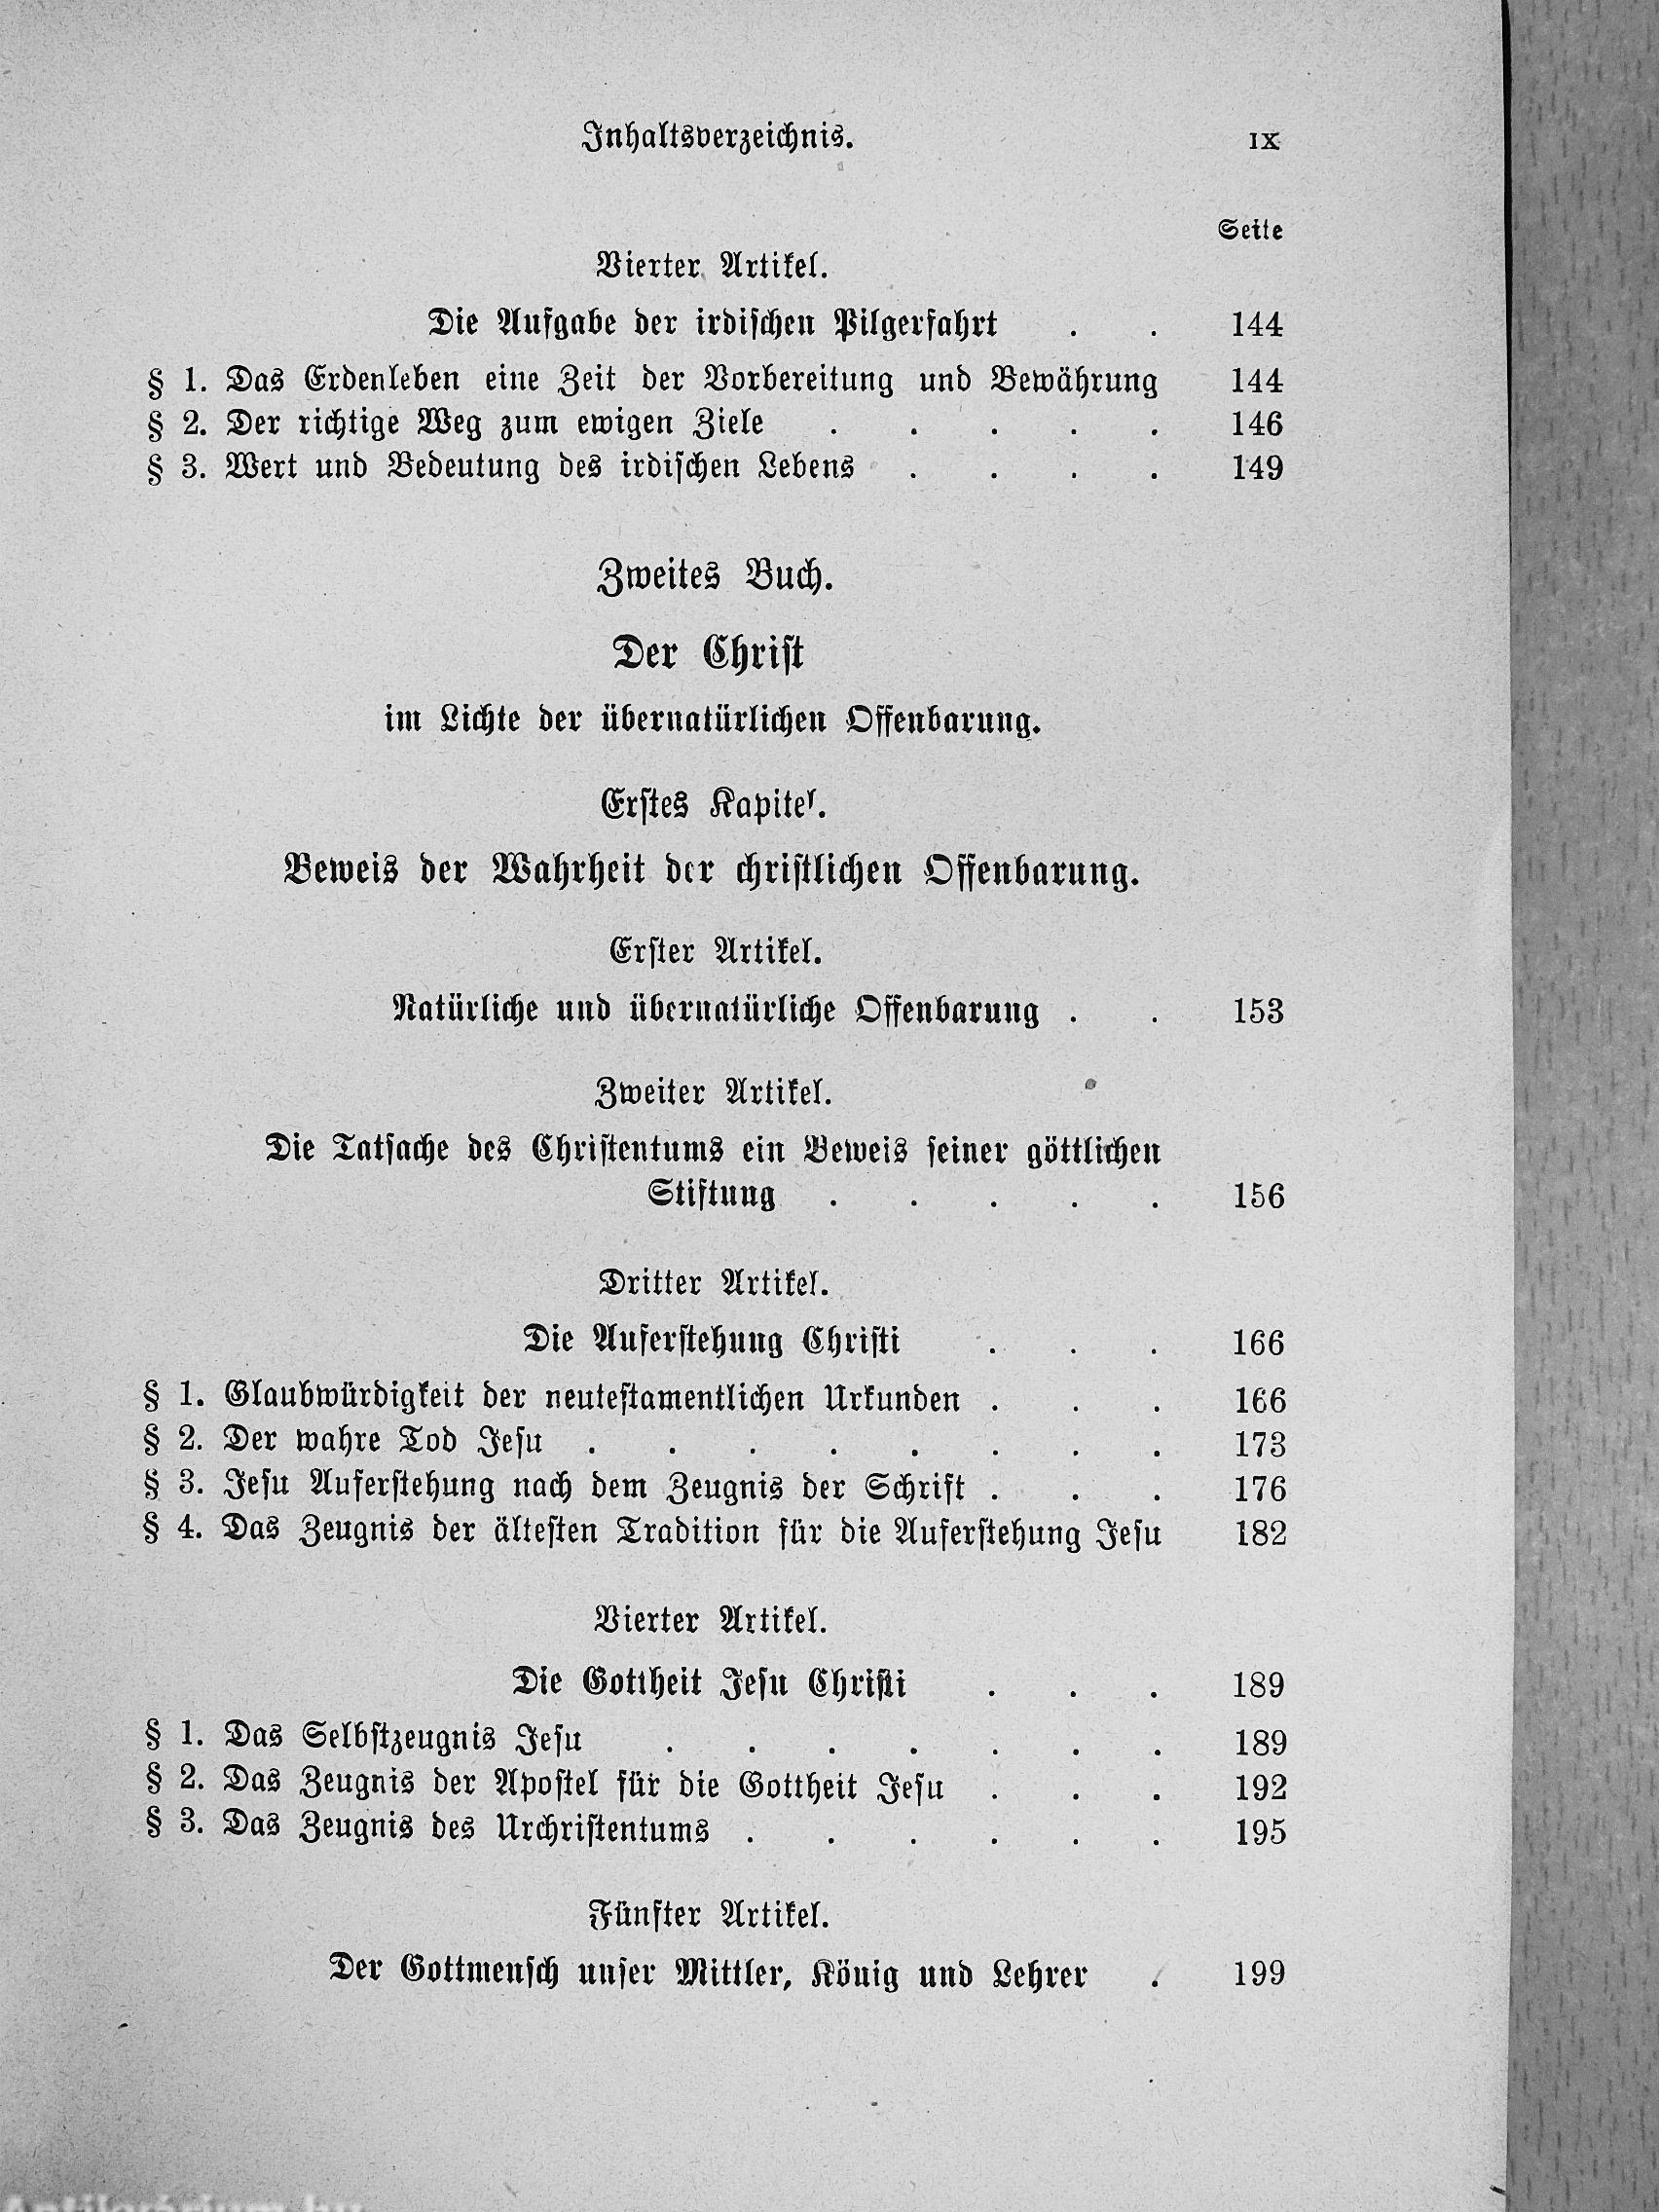 Inhaltsverzeichnis. IX
Seite
Vierter Artikel.
Die Aufgabe der irdischen Pilgerfahrt . . 144
§ 1. Das Erdenleben eine Zeit der Vorbereitung und Bewährung 144
§ 2. Der richtige Weg zum ewigen Ziele . . . . . 146
§ 3. Wert und Bedeutung des irdischen Lebens . . . . 149
Zweites Buch.
Der Christ
im Lichte der übernatürlichen Offenbarung.
Erstes Kapitel.
Beweis der Wahrheit der christlichen Offenbarung.
Erster Artikel.
Natürliche und übernatürliche Offenbarung . . 153
Zweiter Artikel.
Die Tatsache des Christentums ein Beweis seiner göttlichen
Stiftung . . . . . 156
Dritter Artikel.
Die Auferstehung Christi . . . 166
§ 1. Glaubwürdigkeit der neutestamentlichen Urkunden . . . 166
§ 2. Der wahre Tod Jesu . . . . . . . . 173
§ 3. Jesu Auferstehung nach dem Zeugnis der Schrift . . . 176
§ 4. Das Zeugnis der ältesten Tradition für die Auferstehung Jesu 182
Vierter Artikel.
Die Gottheit Jesu Christi . . . 189
§ 1. Das Selbstzeugnis Jesu . . . . . . . 189
§ 2. Das Zeugnis der Apostel für die Gottheit Jesu . . . 192
§ 3. Das Zeugnis des Urchristentums . . . . . . 195
Fünfter Artikel.
Der Gottmensch unser Mittler, König und Lehrer . 199